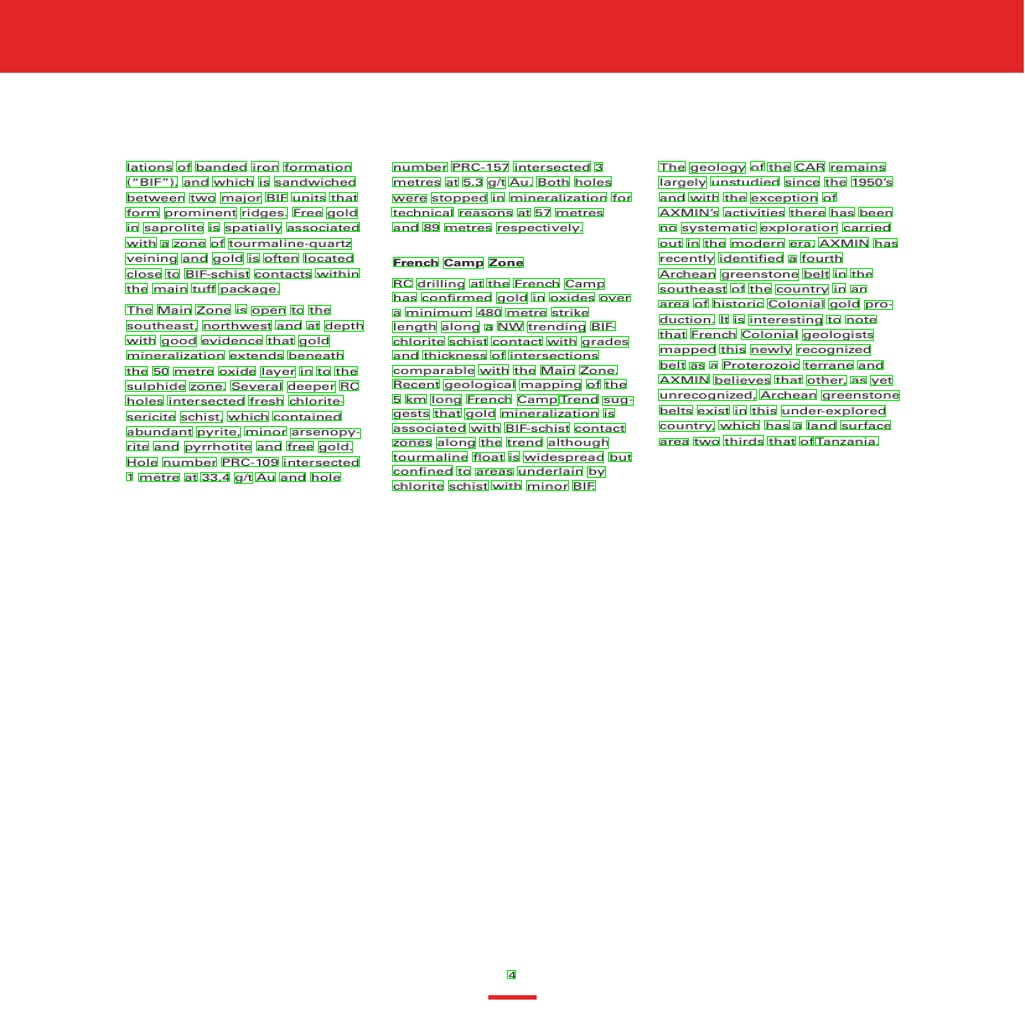 lations of banded iron formation
(“BIF”), and which is sandwiched
between two major BIF units that
form prominent ridges. Free gold
in saprolite is spatially associated
with a zone of tourmaline-quartz
veining and gold is often located
close to BIF-schist contacts within
the main tuff package.
The Main Zone is open to the
southeast, northwest and at depth
with good evidence that gold
mineralization extends beneath
the 50 metre oxide layer in to the
sulphide zone. Several deeper RC
holes intersected fresh chlorite-
sericite schist, which contained
abundant pyrite, minor arsenopy-
rite and pyrrhotite and free gold.
Hole number PRC-109 intersected
1 metre at 33.4 g/t Au and hole
number PRC-157 intersected 3
metres at 5.3 g/t Au. Both holes
were stopped in mineralization for
technical reasons at 57 metres
and 89 metres respectively.
French Camp Zone
RC drilling at the French Camp
has confirmed gold in oxides over
a minimum 480 metre strike
length along a NW trending BIF-
chlorite schist contact with grades
and thickness of intersections
comparable with the Main Zone.
Recent geological mapping of the
5 km long French Camp Trend sug-
gests that gold mineralization is
associated with BIF-schist contact
zones along the trend although
tourmaline float is widespread but
confined to areas underlain by
chlorite schist with minor BIF.
The geology of the CAR remains
largely unstudied since the 1950’s
and with the exception of
AXMIN’s activities there has been
no systematic exploration carried
out in the modern era. AXMIN has
recently identified a fourth
Archean greenstone belt in the
southeast of the country in an
area of historic Colonial gold pro-
duction. It is interesting to note
that French Colonial geologists
mapped this newly recognized
belt as a Proterozoic terrane and
AXMIN believes that other, as yet
unrecognized, Archean greenstone
belts exist in this under-explored
country, which has a land surface
area two thirds that of Tanzania.
4